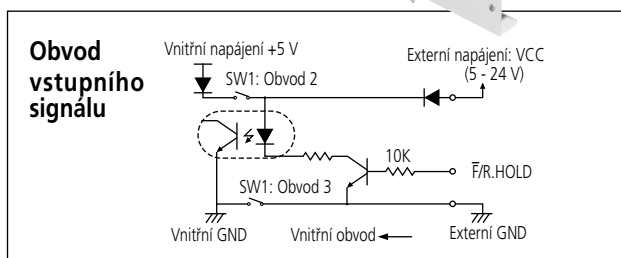 Obvod
vstupního
signálu
Vnitřní napájení +5 V
SW1: Obvod 2
Externí napájení: VCC
(5 - 24 V)
10K
F̅/R.HOLD
SW1: Obvod 3
Vnitřní GND
Vnitřní obvod
Externí GND